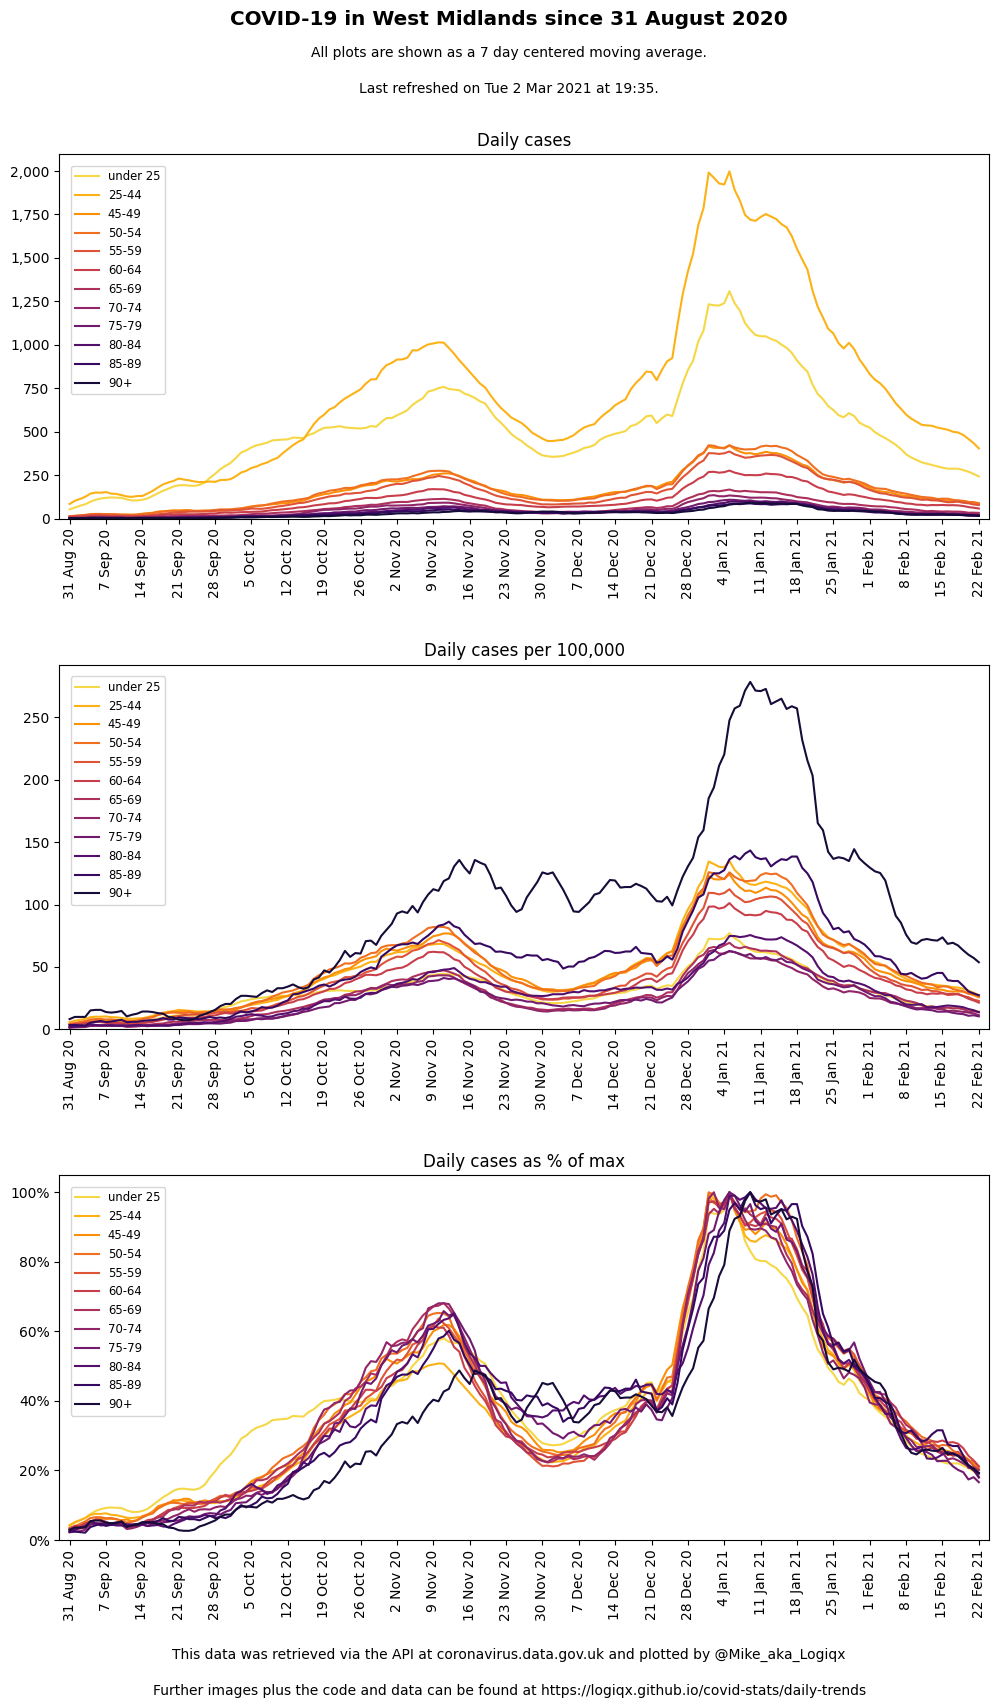 COVID-19 in West Midlands since 31 August 2020
All plots are shown as a 7 day centered moving average.
Last refreshed on Tue 2 Mar 2021 at 19:35.
Daily cases
2,000
1,750
1,500
1,250
1,000
750
500
250
0
under 25
25-44
45-49
50-54
55-59
60-64
65-69
70-74
75-79
80-84
85-89
90+
31 Aug 20
7 Sep 20
14 Sep 20
21 Sep 20
28 Sep 20
5 Oct 20
12 Oct 20
19 Oct 20
26 Oct 20
2 Nov 20
9 Nov 20
16 Nov 20
23 Nov 20
30 Nov 20
7 Dec 20
14 Dec 20
21 Dec 20
28 Dec 20
4 Jan 21
11 Jan 21
18 Jan 21
25 Jan 21
1 Feb 21
8 Feb 21
15 Feb 21
22 Feb 21
Daily cases per 100,000
250
200
150
100
50
0
under 25
25-44
45-49
50-54
55-59
60-64
65-69
70-74
75-79
80-84
85-89
90+
31 Aug 20
7 Sep 20
14 Sep 20
21 Sep 20
28 Sep 20
5 Oct 20
12 Oct 20
19 Oct 20
26 Oct 20
2 Nov 20
9 Nov 20
16 Nov 20
23 Nov 20
30 Nov 20
7 Dec 20
14 Dec 20
21 Dec 20
28 Dec 20
4 Jan 21
11 Jan 21
18 Jan 21
25 Jan 21
1 Feb 21
8 Feb 21
15 Feb 21
22 Feb 21
Daily cases as % of max
100%
80%
60%
40%
20%
0%
under 25
25-44
45-49
50-54
55-59
60-64
65-69
70-74
75-79
80-84
85-89
90+
31 Aug 20
7 Sep 20
14 Sep 20
21 Sep 20
28 Sep 20
5 Oct 20
12 Oct 20
19 Oct 20
26 Oct 20
2 Nov 20
9 Nov 20
16 Nov 20
23 Nov 20
30 Nov 20
7 Dec 20
14 Dec 20
21 Dec 20
28 Dec 20
4 Jan 21
11 Jan 21
18 Jan 21
25 Jan 21
1 Feb 21
8 Feb 21
15 Feb 21
22 Feb 21
This data was retrieved via the API at coronavirus.data.gov.uk and plotted by @Mike_aka_Logiqx
Further images plus the code and data can be found at https://logiqx.github.io/covid-stats/daily-trends